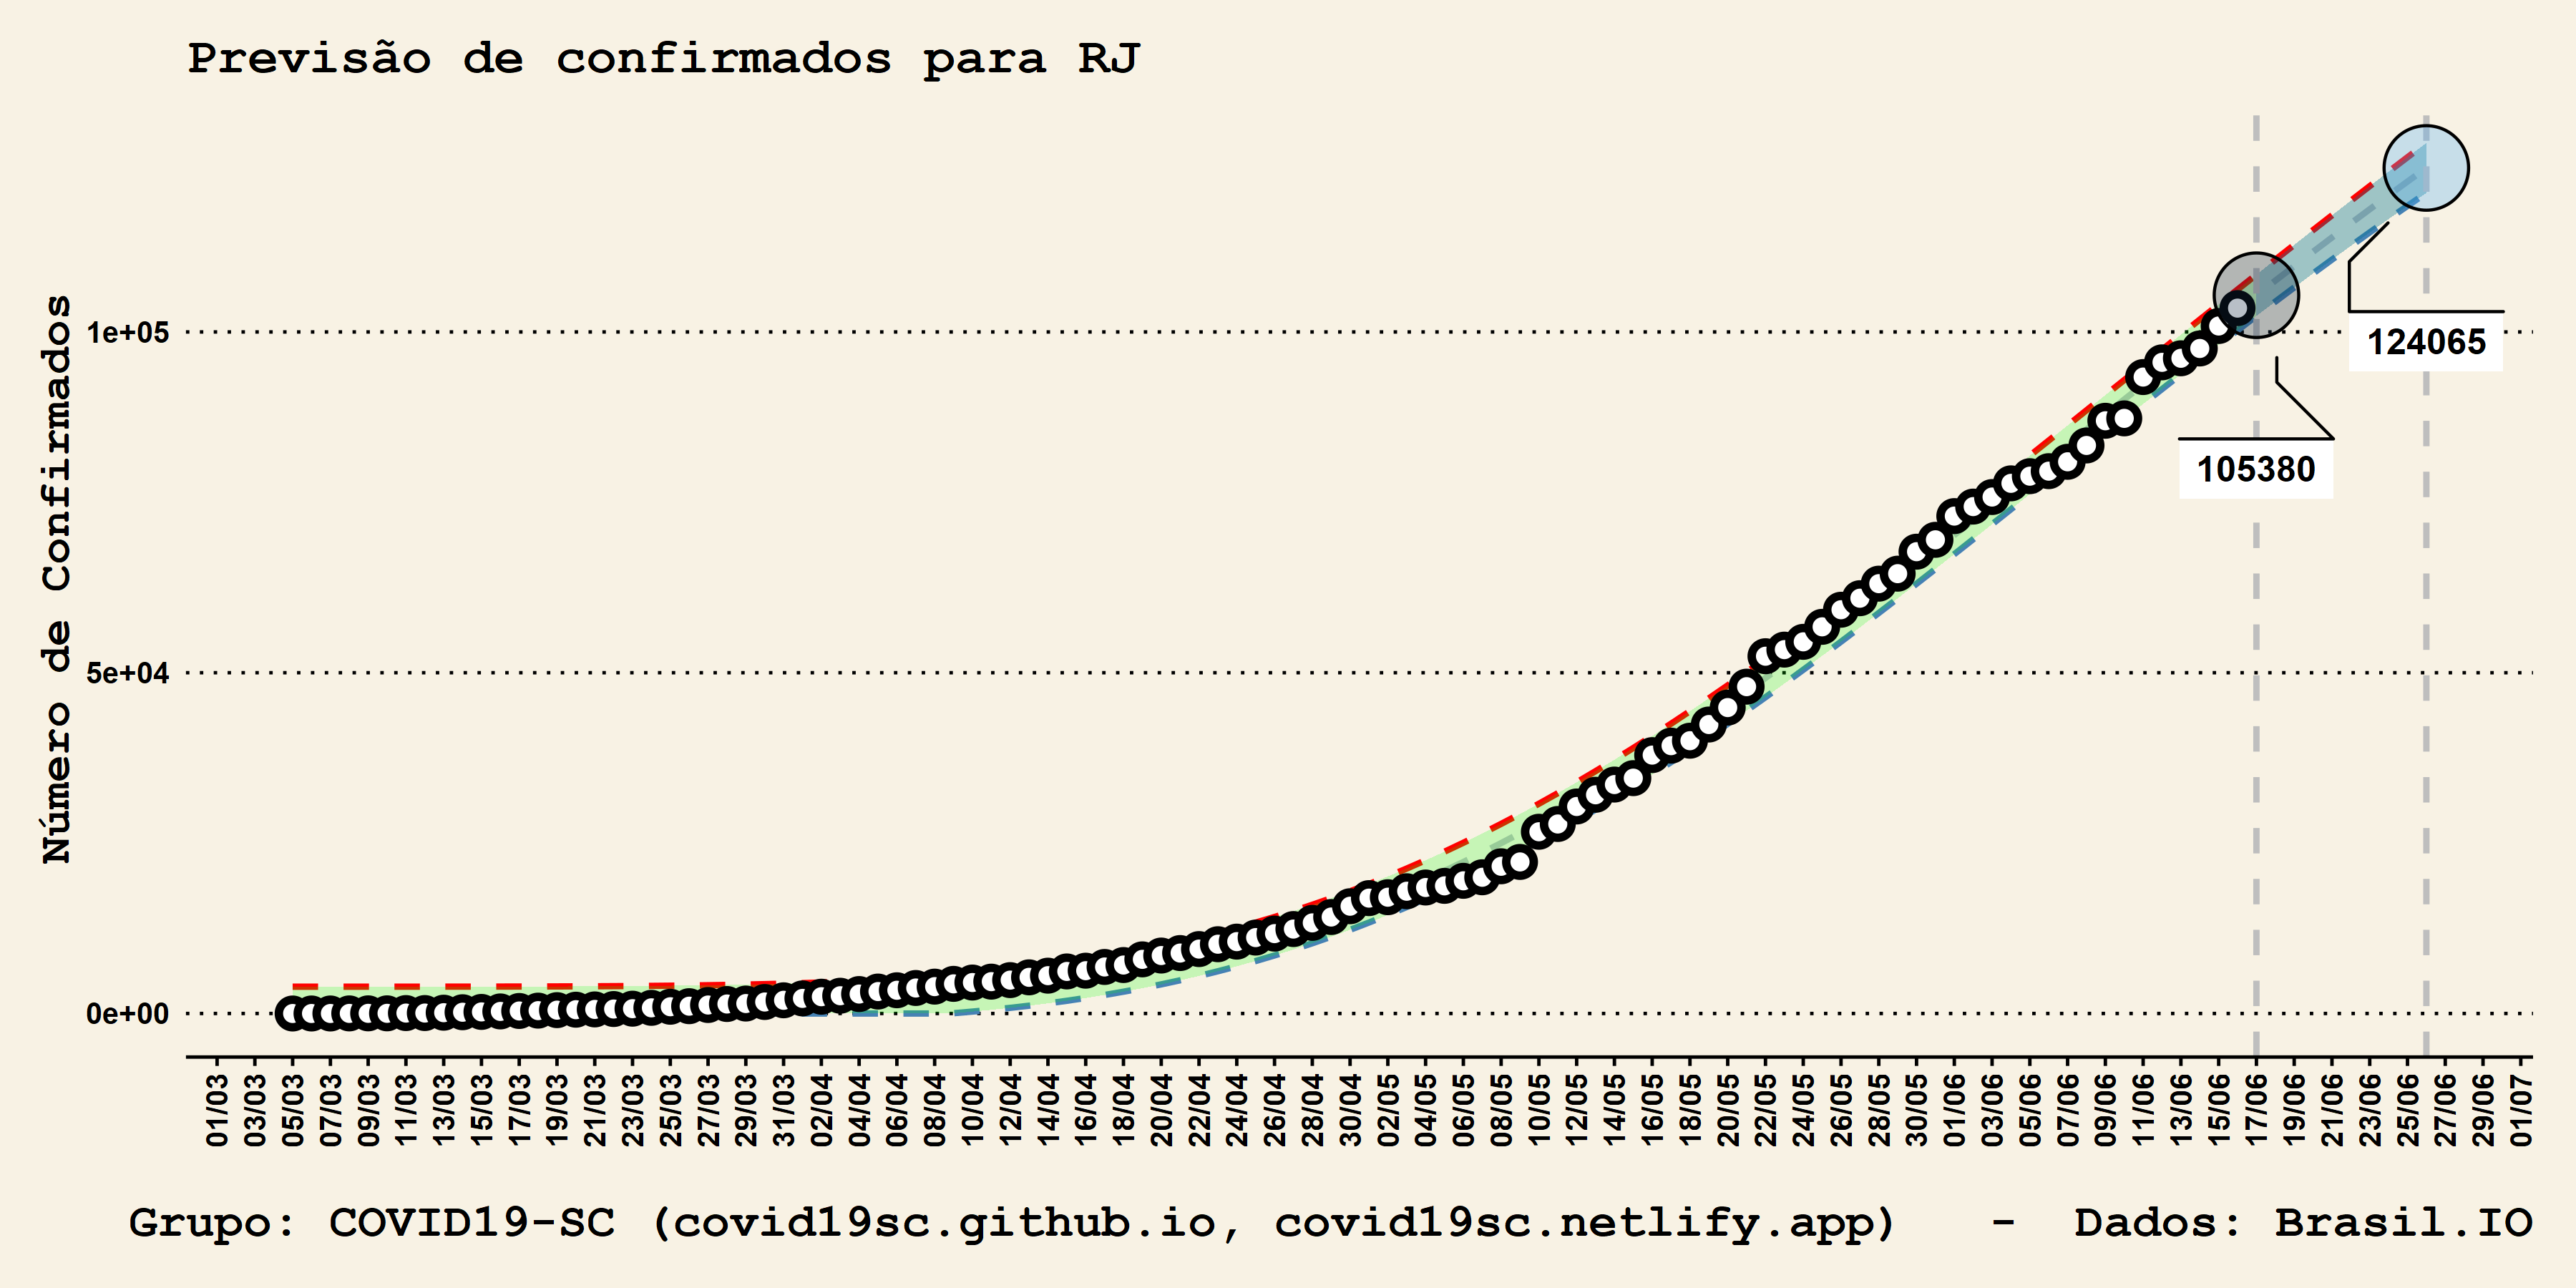 Previsão de confirmados para RJ
Número de Confirmados
1e+05
5e+04
0e+00
124065
105380
01/03 03/03 05/03 07/03 09/03 11/03 13/03 15/03 17/03 19/03 21/03 23/03 25/03 27/03 29/03 31/03 02/04 04/04 06/04 08/04 10/04 12/04 14/04 16/04 18/04 20/04 22/04 24/04 26/04 28/04 30/04 02/05 04/05 06/05 08/05 10/05 12/05 14/05 16/05 18/05 20/05 22/05 24/05 26/05 28/05 30/05 01/06 03/06 05/06 07/06 09/06 11/06 13/06 15/06 17/06 19/06 21/06 23/06 25/06 27/06 29/06 01/07
Grupo: COVID19-SC (covid19sc.github.io, covid19sc.netlify.app) - Dados: Brasil.IO